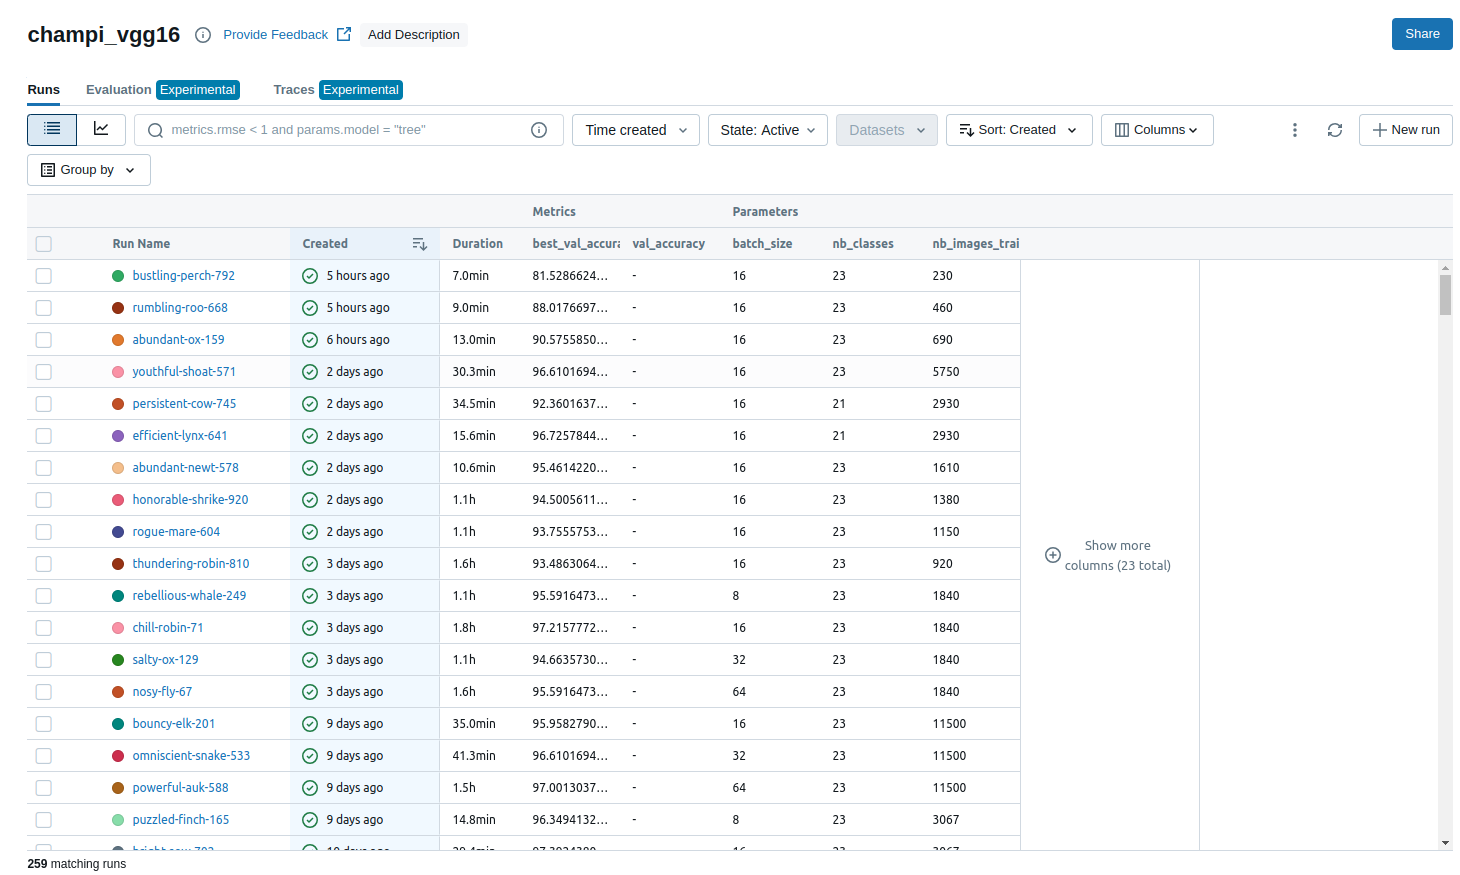 champi_vgg16 Provide Feedback Add Description Share
Runs Evaluation Experimental Traces Experimental
metrics.rmse < 1 and params.model = "tree" Time created State: Active Datasets Sort: Created Columns New run
Group by
Metrics Parameters
Run Name Created Duration best_val_accura val_accuracy batch_size nb_classes nb_images_trai
bustling-perch-792 5 hours ago 7.0min 81.5286624... - 16 23 230
rumbling-roo-668 5 hours ago 9.0min 88.0176697... - 16 23 460
abundant-ox-159 6 hours ago 13.0min 90.5755850... - 16 23 690
youthful-shoat-571 2 days ago 30.3min 96.6101694... - 16 23 5750
persistent-cow-745 2 days ago 34.5min 92.3601637... - 16 21 2930
efficient-lynx-641 2 days ago 15.6min 96.7257844... - 16 21 2930
abundant-newt-578 2 days ago 10.6min 95.4614220... - 16 23 1610
honorable-shrike-920 2 days ago 1.1h 94.5005611... - 16 23 1380
rogue-mare-604 2 days ago 1.1h 93.7555753... - 16 23 1150
Show more
columns (23 total)
thundering-robin-810 3 days ago 1.6h 93.4863064... - 16 23 920
rebellious-whale-249 3 days ago 1.1h 95.5916473... - 8 23 1840
chill-robin-71 3 days ago 1.8h 97.2157772... - 16 23 1840
salty-ox-129 3 days ago 1.1h 94.6635730... - 32 23 1840
nosy-fly-67 3 days ago 1.6h 95.5916473... - 64 23 1840
bouncy-elk-201 9 days ago 35.0min 95.9582790... - 16 23 11500
omniscient-snake-533 9 days ago 41.3min 96.6101694... - 32 23 11500
powerful-auk-588 9 days ago 1.5h 97.0013037... - 64 23 11500
puzzled-finch-165 9 days ago 14.8min 96.3494132... - 8 23 3067
259 matching runs